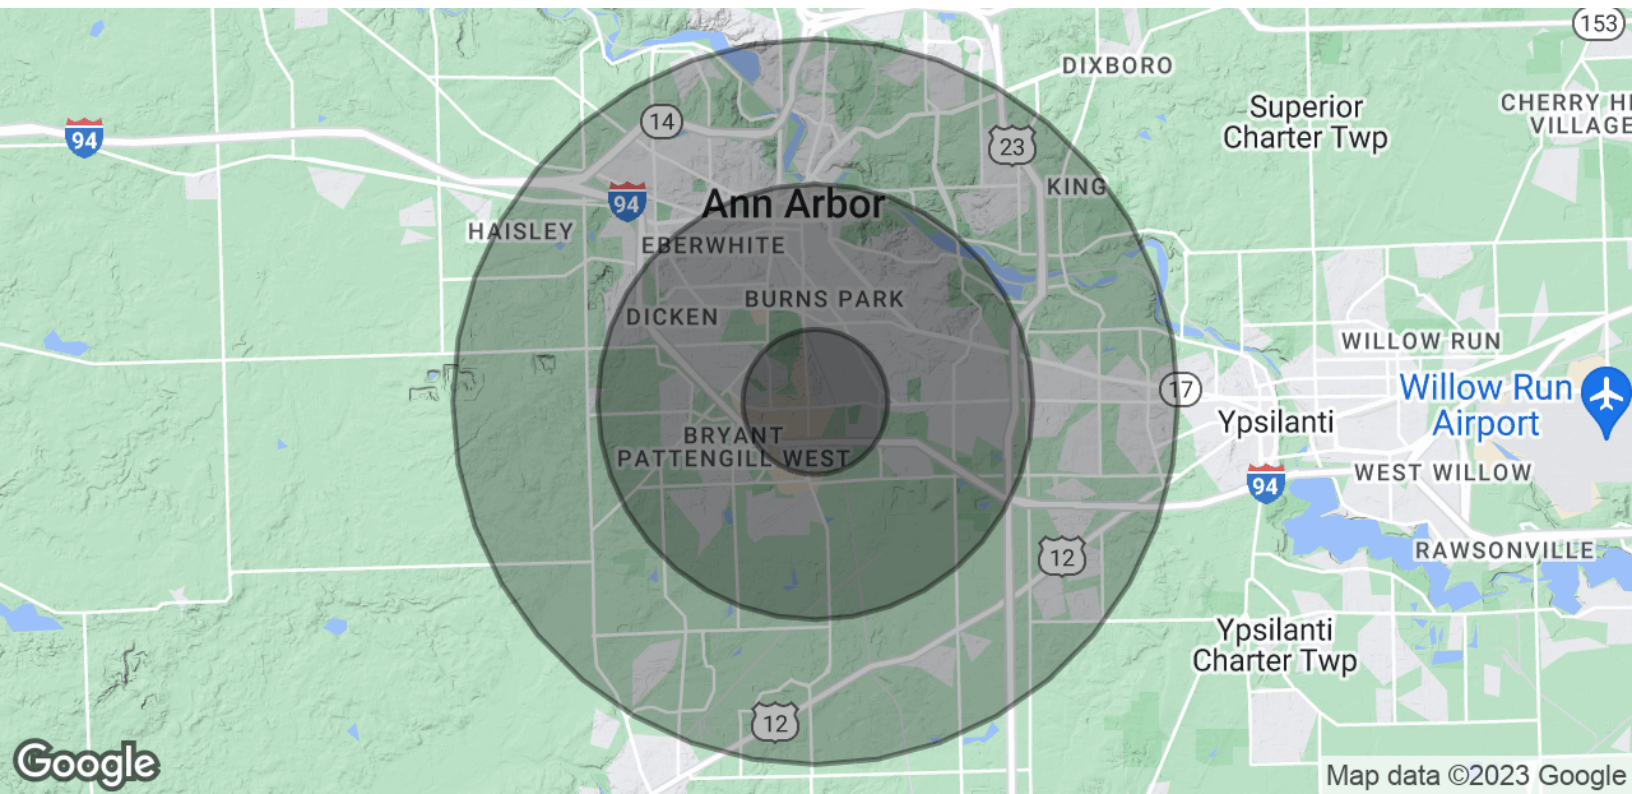 153
DIXBORO
Superior
Charter Twp
CHERRY HI
VILLAGE
94
14
23
KING
94
Ann Arbor
HAISLEY
EBERWHITE
BURNS PARK
DICKEN
WILLOW RUN
17
Willow Run
Airport
Ypsilanti
BRYANT
PATTENGILL WEST
WEST WILLOW
94
12
RAWSONVILLE
Ypsilanti
Charter Twp
12
Google
Map data ©2023 Google